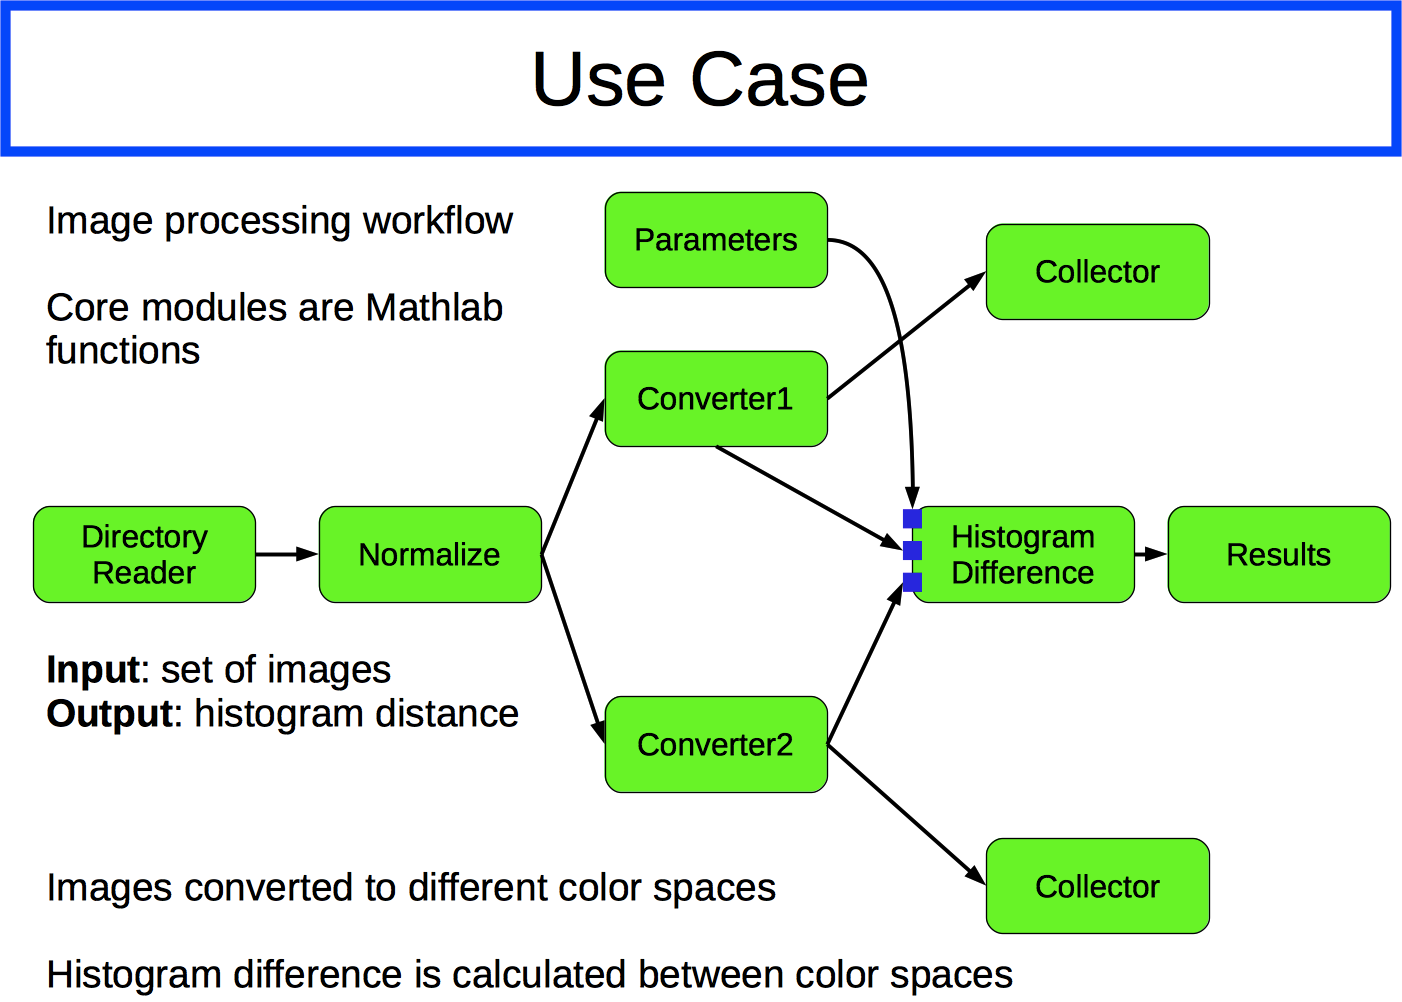 Use Case
Image processing workflow
Core modules are Mathlab
functions
Parameters
Collector
Converter1
Directory
Reader
Normalize
Histogram
Difference
Results
Input: set of images
Output: histogram distance
Converter2
Collector
Images converted to different color spaces
Histogram difference is calculated between color spaces